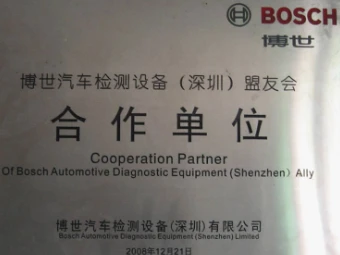 BOSCH
博世
博世汽车检测设备（深圳）盟友会
合作单位
Cooperation Partner
Of Bosch Automotive Diagnostic Equipment (Shenzhen) Ally
博世汽车检测设备(深圳)有限公司
Bosch Automotive Diagnostic Equipment (Shenzhen) Limited
2008年12月21日